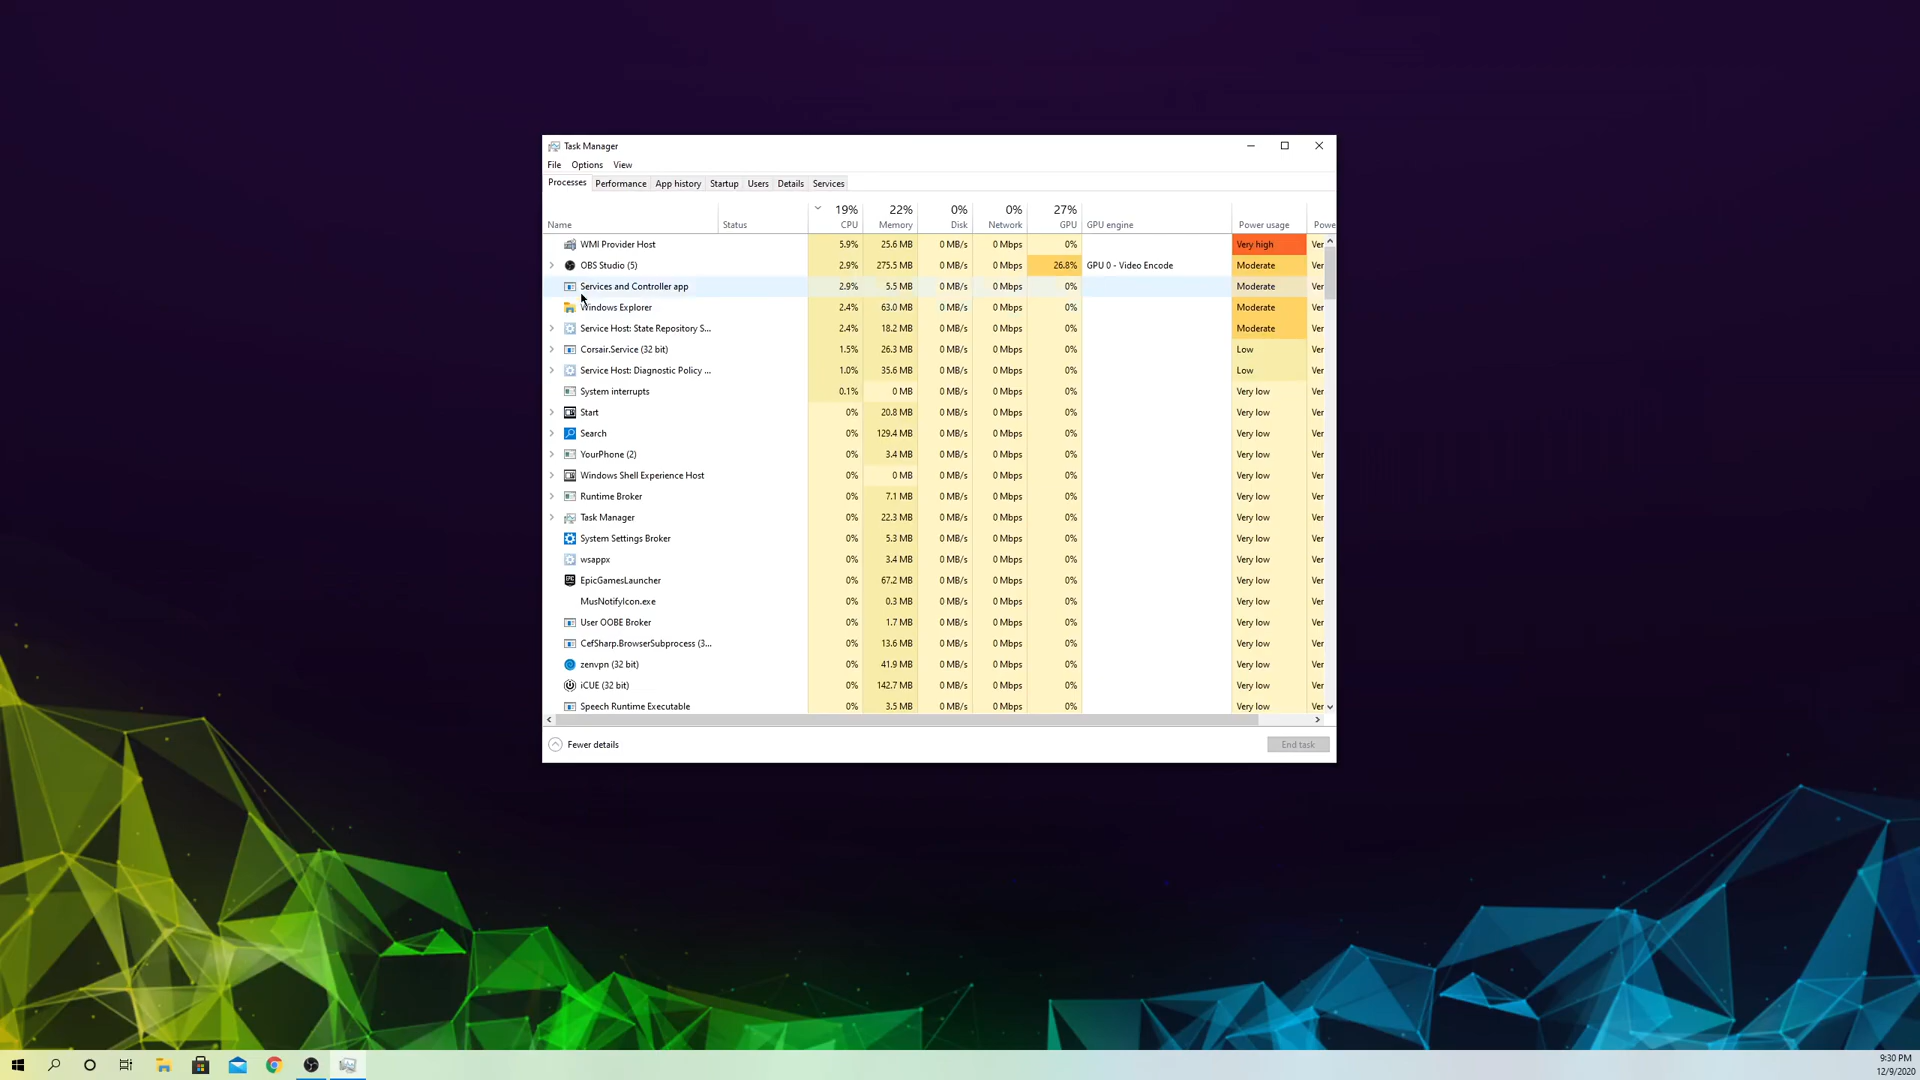 Task Manager
File Options View
Processes Performance App history Startup Users Details Services
19% 22% 0% 0% 27%
Name Status CPU Memory Disk Network GPU GPU engine Power usage Powe
WMI Provider Host 5.9% 25.6 MB 0 MB/s 0 Mbps 0% Very high Ver
OBS Studio (5) 2.9% 275.5 MB 0 MB/s 0 Mbps 26.8% GPU 0 - Video Encode Moderate Ver
Services and Controller app 2.9% 5.5 MB 0 MB/s 0 Mbps 0% Moderate Ver
Windows Explorer 2.4% 63.0 MB 0 MB/s 0 Mbps 0% Moderate Ver
Service Host: State Repository S... 2.4% 18.2 MB 0 MB/s 0 Mbps 0% Moderate Ver
Corsair.Service (32 bit) 1.5% 26.3 MB 0 MB/s 0 Mbps 0% Low Ver
Service Host: Diagnostic Policy ... 1.0% 35.6 MB 0 MB/s 0 Mbps 0% Low Ver
System interrupts 0.1% 0 MB 0 MB/s 0 Mbps 0% Very low Ver
Start 0% 20.8 MB 0 MB/s 0 Mbps 0% Very low Ver
Search 0% 129.4 MB 0 MB/s 0 Mbps 0% Very low Ver
YourPhone (2) 0% 3.4 MB 0 MB/s 0 Mbps 0% Very low Ver
Windows Shell Experience Host 0% 0 MB 0 MB/s 0 Mbps 0% Very low Ver
Runtime Broker 0% 7.1 MB 0 MB/s 0 Mbps 0% Very low Ver
Task Manager 0% 22.3 MB 0 MB/s 0 Mbps 0% Very low Ver
System Settings Broker 0% 5.3 MB 0 MB/s 0 Mbps 0% Very low Ver
wsappx 0% 3.4 MB 0 MB/s 0 Mbps 0% Very low Ver
EpicGamesLauncher 0% 67.2 MB 0 MB/s 0 Mbps 0% Very low Ver
MusNotifyIcon.exe 0% 0.3 MB 0 MB/s 0 Mbps 0% Very low Ver
User OOBE Broker 0% 1.7 MB 0 MB/s 0 Mbps 0% Very low Ver
CefSharp.BrowserSubprocess (3... 0% 13.6 MB 0 MB/s 0 Mbps 0% Very low Ver
zenvpn (32 bit) 0% 41.9 MB 0 MB/s 0 Mbps 0% Very low Ver
iCUE (32 bit) 0% 142.7 MB 0 MB/s 0 Mbps 0% Very low Ver
Speech Runtime Executable 0% 3.5 MB 0 MB/s 0 Mbps 0% Very low Ver
Fewer details End task
9:30 PM
12/9/2020